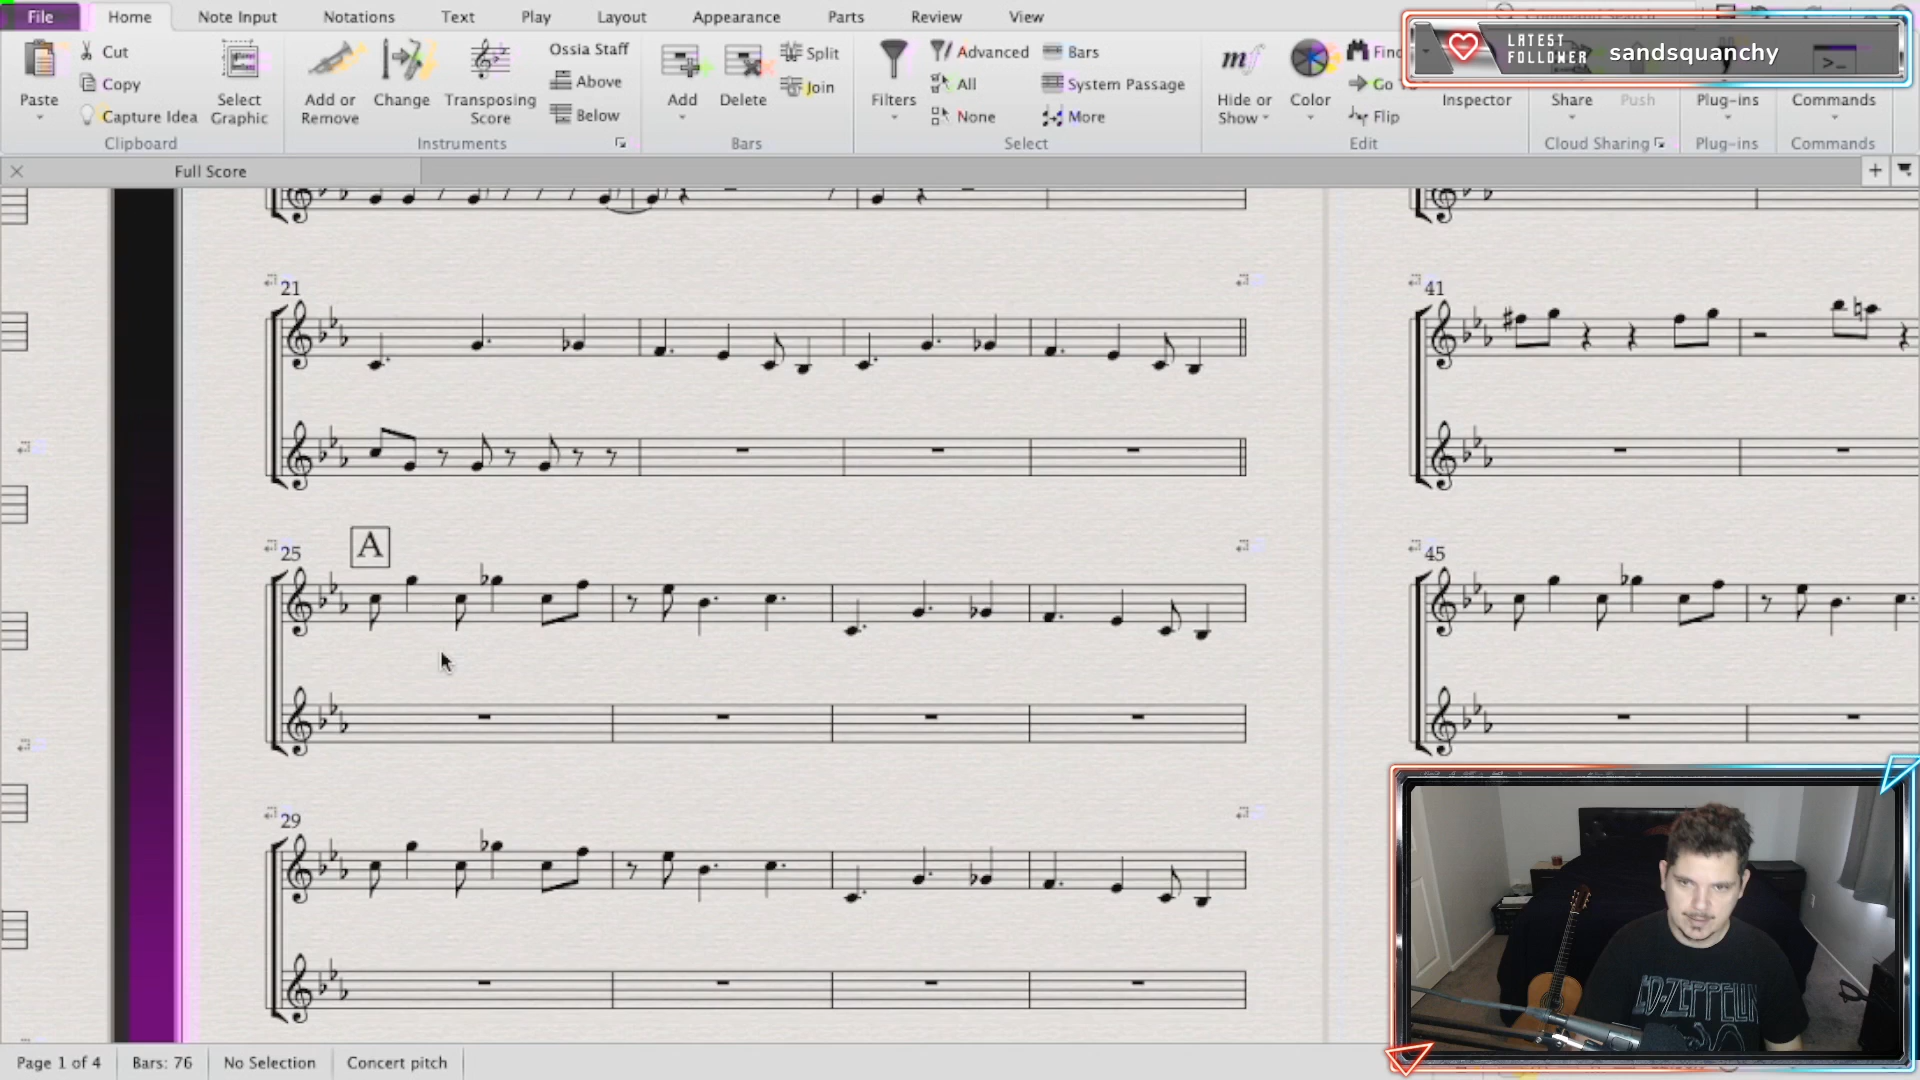 File Home Note Input Notations Text Play Layout Appearance Parts Review View
LATEST
FOLLOWER sandsquanchy
Paste
Cut
Copy
Capture Idea
Clipboard
Select
Graphic
Add or
Remove
Change
Transposing
Score
Ossia Staff
Above
Below
Instruments
Add
Delete
Split
Join
Bars
Filters
Advanced
All
None
Bars
System Passage
More
Select
mf
Hide or
Show
Color
Flip
Edit
Inspector
Share
Push
Cloud Sharing
Plug-ins
Plug-ins
Commands
Commands
Full Score
21
41
25
A
45
29
LED-ZEPPELIN
Page 1 of 4 Bars: 76 No Selection Concert pitch